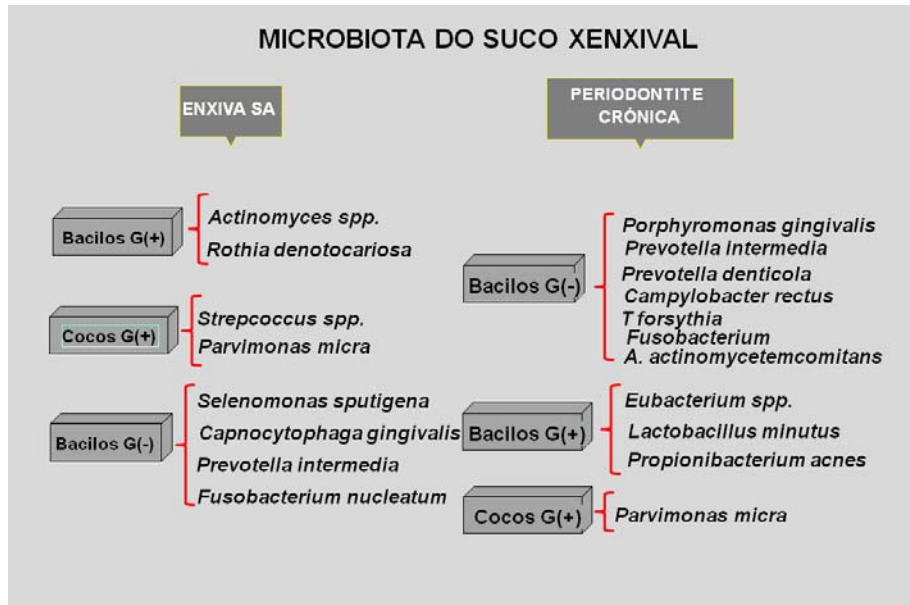 MICROBIOTA DO SUCO XENXIVAL
ENXIVA SA
Bacilos G(+)
Actinomyces spp.
Rothia denotocariosa
Cocos G(+)
Strepcoccus spp.
Parvimonas micra
Bacilos G(-)
Selenomonas sputigena
Capnocytophaga gingivalis
Prevotella intermedia
Fusobacterium nucleatum
PERIODONTITE
CRÓNICA
Bacilos G(-)
Porphyromonas gingivalis
Prevotella intermedia
Prevotella denticola
Campylobacter rectus
T forsythia
Fusobacterium
A. actinomycetemcomitans
Bacilos G(+)
Eubacterium spp.
Lactobacillus minutus
Propionibacterium acnes
Cocos G(+)
Parvimonas micra